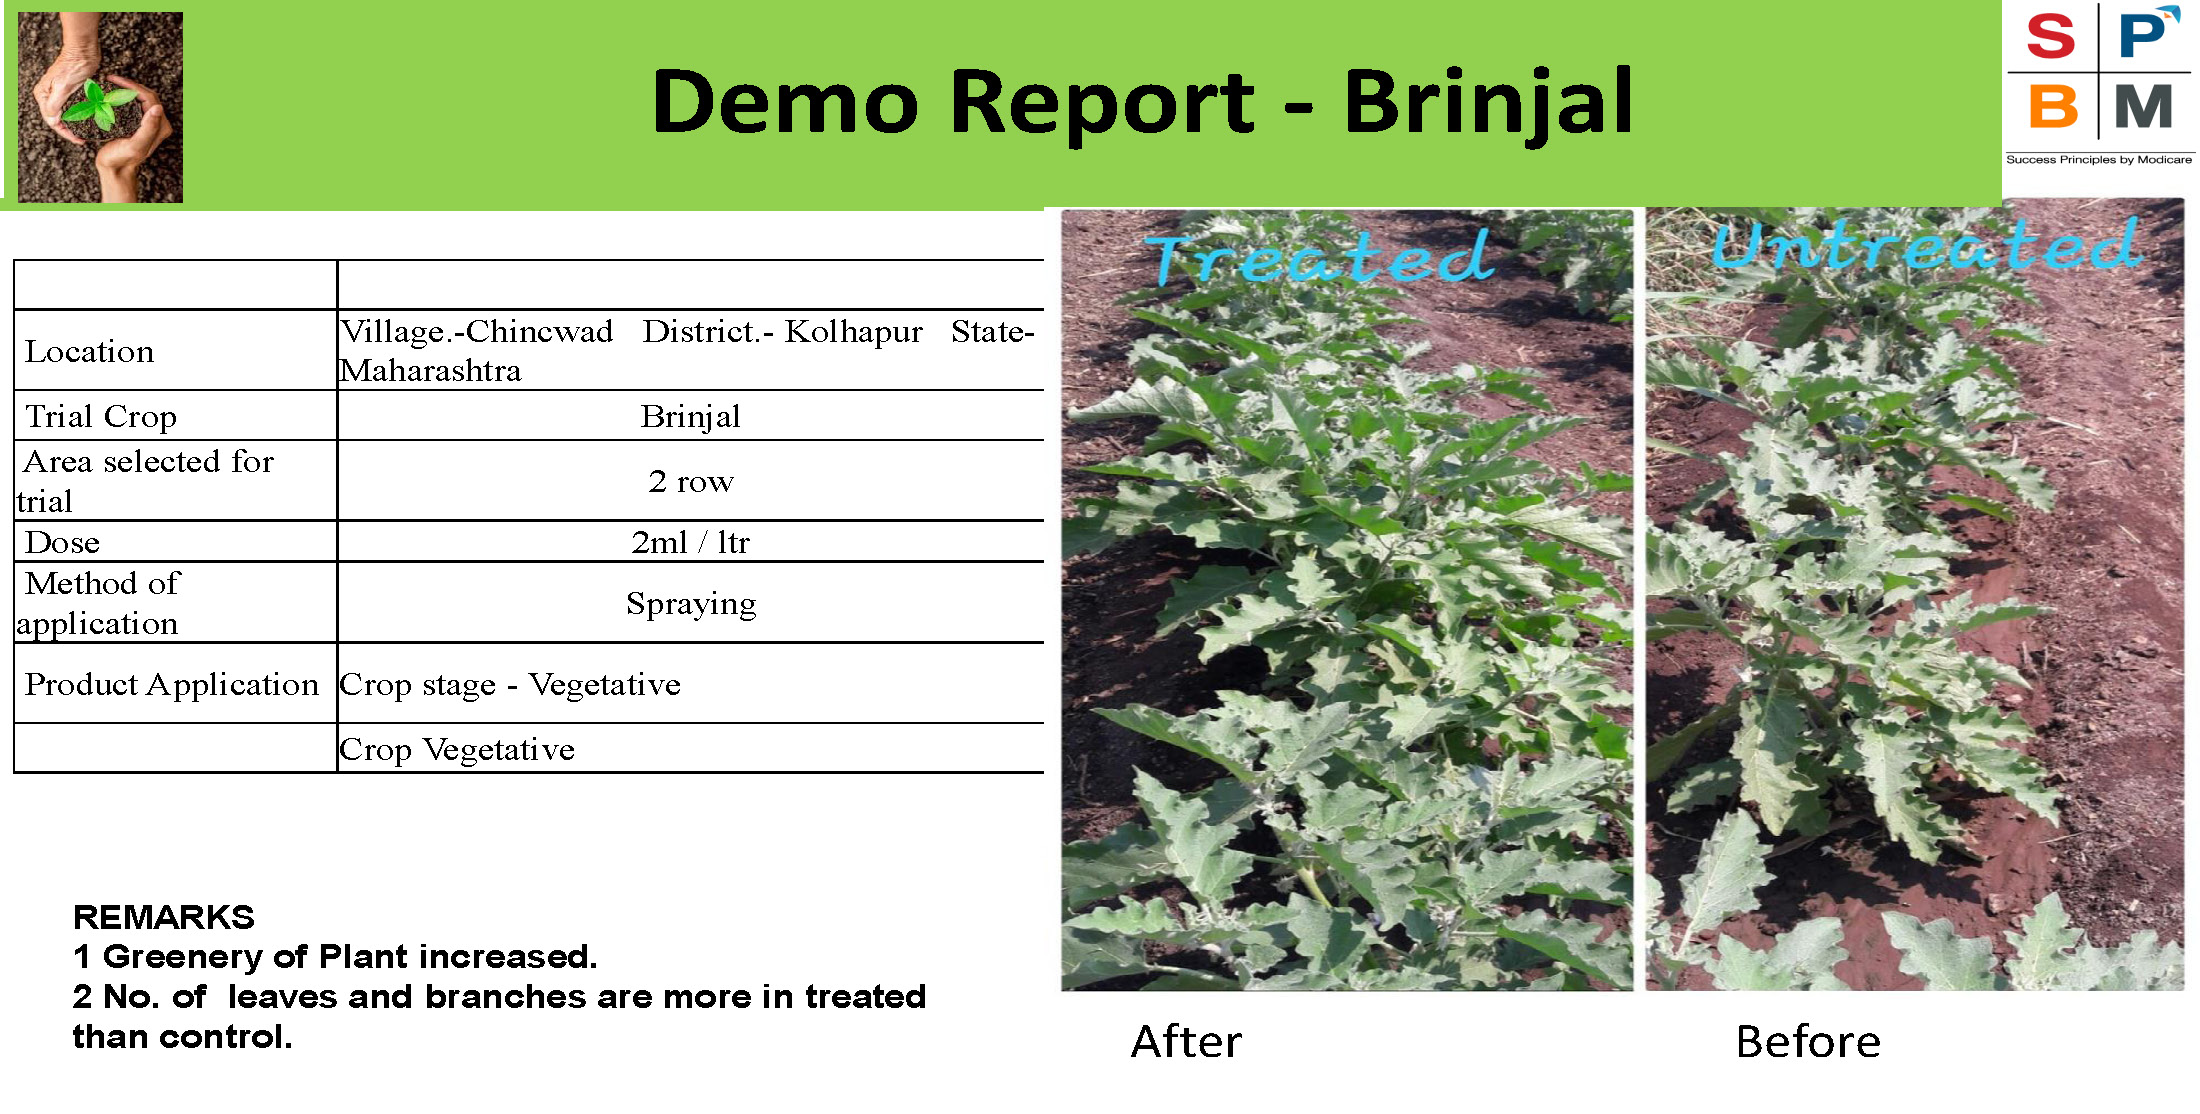 Demo Report - Brinjal
S P
B M
Success Principles by Modicare
Location
Village.-Chincwad District.- Kolhapur State-
Maharashtra
Trial Crop
Brinjal
Area selected for
trial
2 row
Dose
2ml / ltr
Method of
application
Spraying
Product Application
Crop stage - Vegetative
Crop Vegetative
REMARKS
1 Greenery of Plant increased.
2 No. of leaves and branches are more in treated
than control.
Treated
Untreated
After
Before